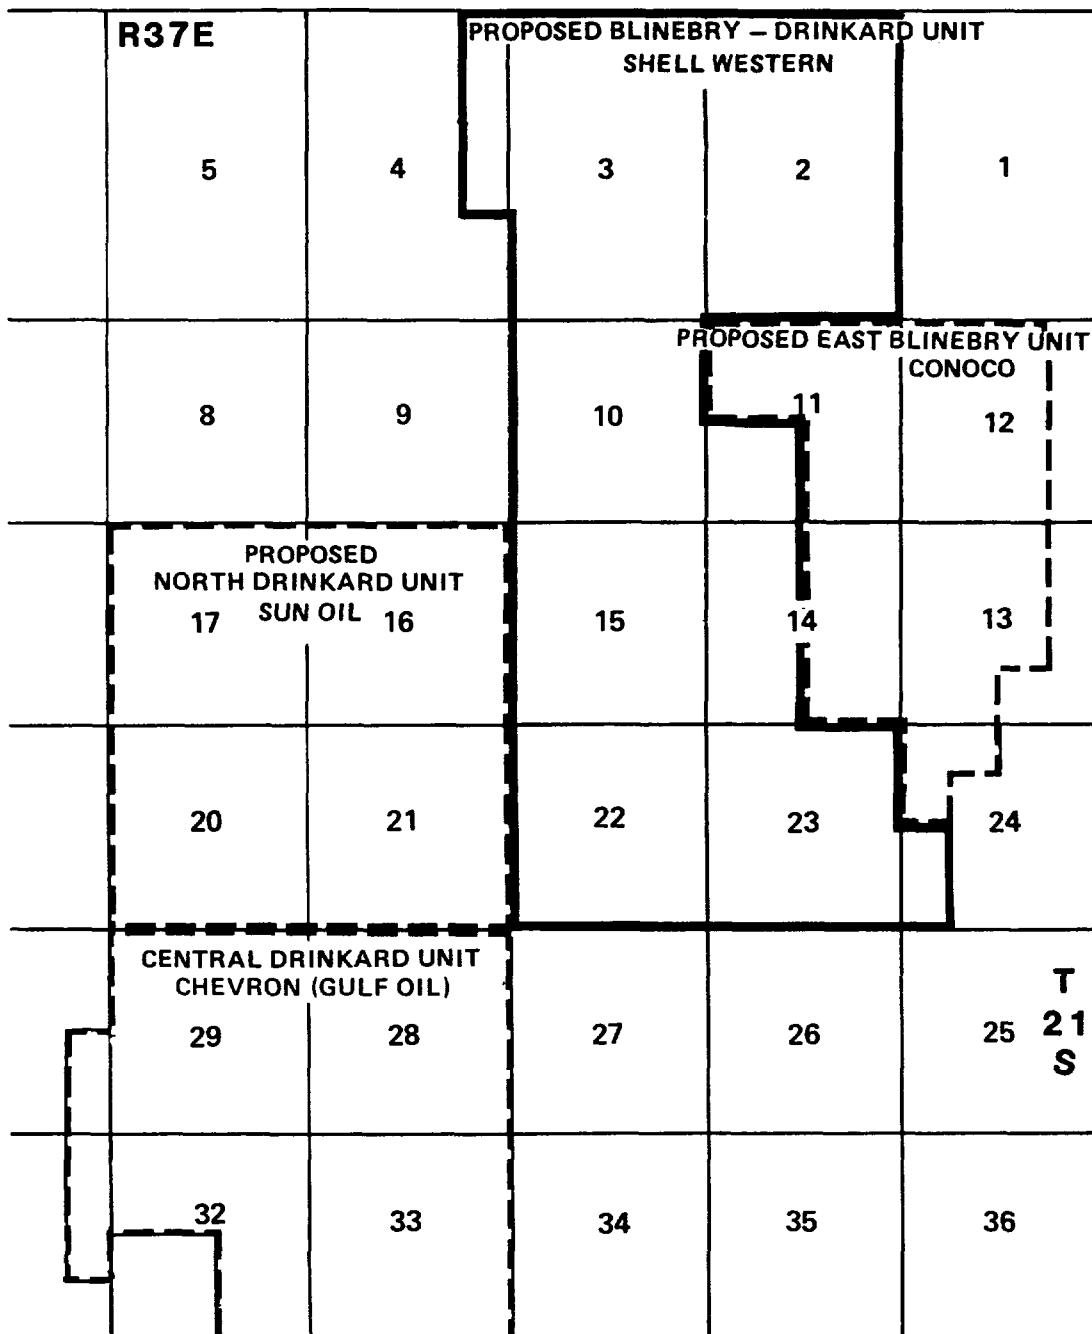 R37E
PROPOSED BLINEBRY – DRINKARD UNIT
SHELL WESTERN
5
4
3
2
1
PROPOSED EAST BLINEBRY UNIT
CONOCO
8
9
10
11
12
PROPOSED
NORTH DRINKARD UNIT
SUN OIL
17
16
15
14
13
20
21
22
23
24
CENTRAL DRINKARD UNIT
CHEVRON (GULF OIL)
29
28
27
26
25
T
21
S
32
33
34
35
36